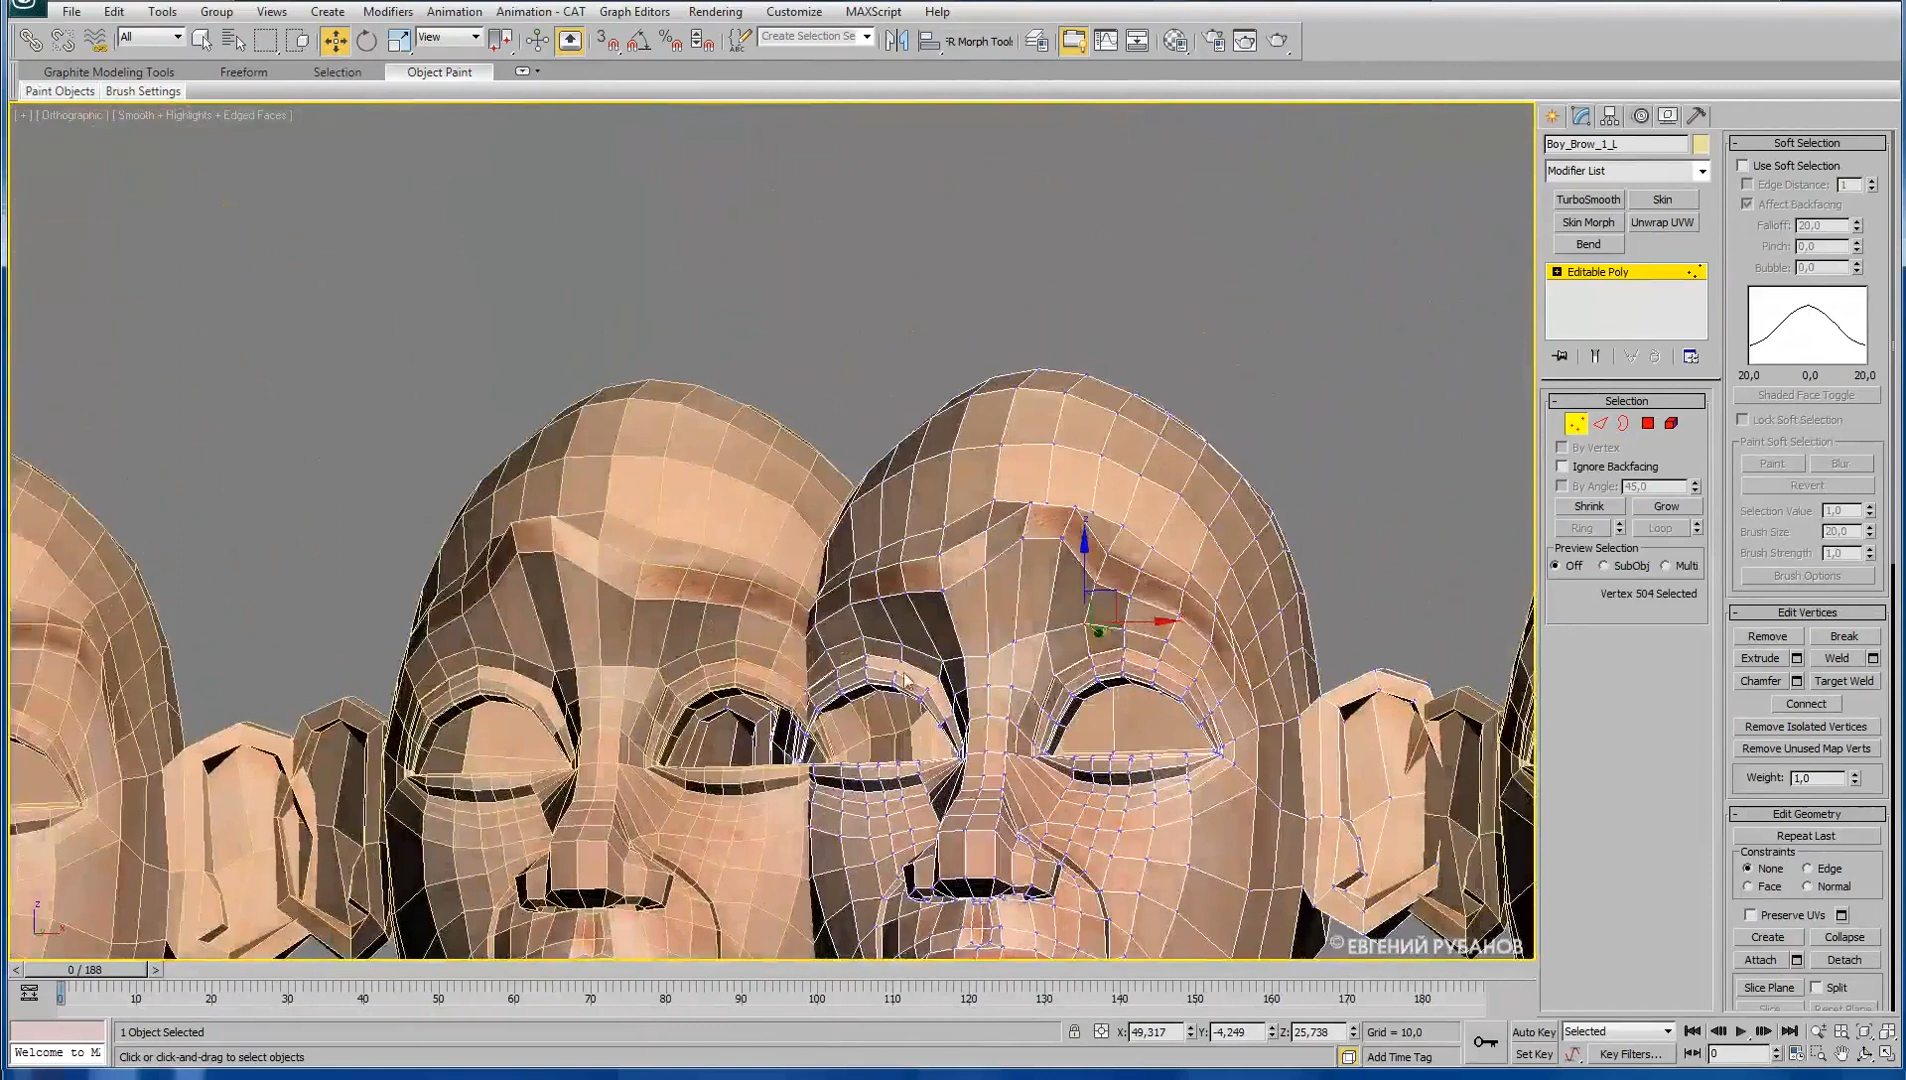 File Edit Tools Group Views Create Modifiers Animation Animation - CAT Graph Editors Rendering Customize MAXScript Help
All View Create Selection Se R Morph Tools
Graphite Modeling Tools Freeform Selection Object Paint
Paint Objects Brush Settings
[ + ] [ Orthographic ] [ Smooth + Highlights + Edged Faces ]
Boy_Brow_1_L
Modifier List
TurboSmooth Skin
Skin Morph Unwrap UVW
Bend
Editable Poly
Selection
By Vertex
Ignore Backfacing
By Angle: 45,0
Shrink Grow
Ring Loop
Preview Selection
Off SubObj Multi
Vertex 504 Selected
Soft Selection
Use Soft Selection
Edge Distance: 1
Affect Backfacing
Falloff: 20,0
Pinch: 0,0
Bubble: 0,0
20,0 0,0 20,0
Shaded Face Toggle
Lock Soft Selection
Paint Soft Selection
Paint Blur
Revert
Selection Value 1,0
Brush Size 20,0
Brush Strength 1,0
Brush Options
Edit Vertices
Remove Break
Extrude Weld
Chamfer Target Weld
Connect
Remove Isolated Vertices
Remove Unused Map Verts
Weight: 1,0
Edit Geometry
Repeat Last
Constraints
None Edge
Face Normal
Preserve UVs
Create Collapse
Attach Detach
Slice Plane Split
Slice Reset Plane
© ЕВГЕНИЙ РУБАНОВ
< 0 / 188 >
0 10 20 30 40 50 60 70 80 90 100 110 120 130 140 150 160 170 180
1 Object Selected X: 49,317 Y: -4,249 Z: 25,738 Grid = 10,0 Auto Key Selected
Welcome to M Click or click-and-drag to select objects Add Time Tag Set Key Key Filters... 0